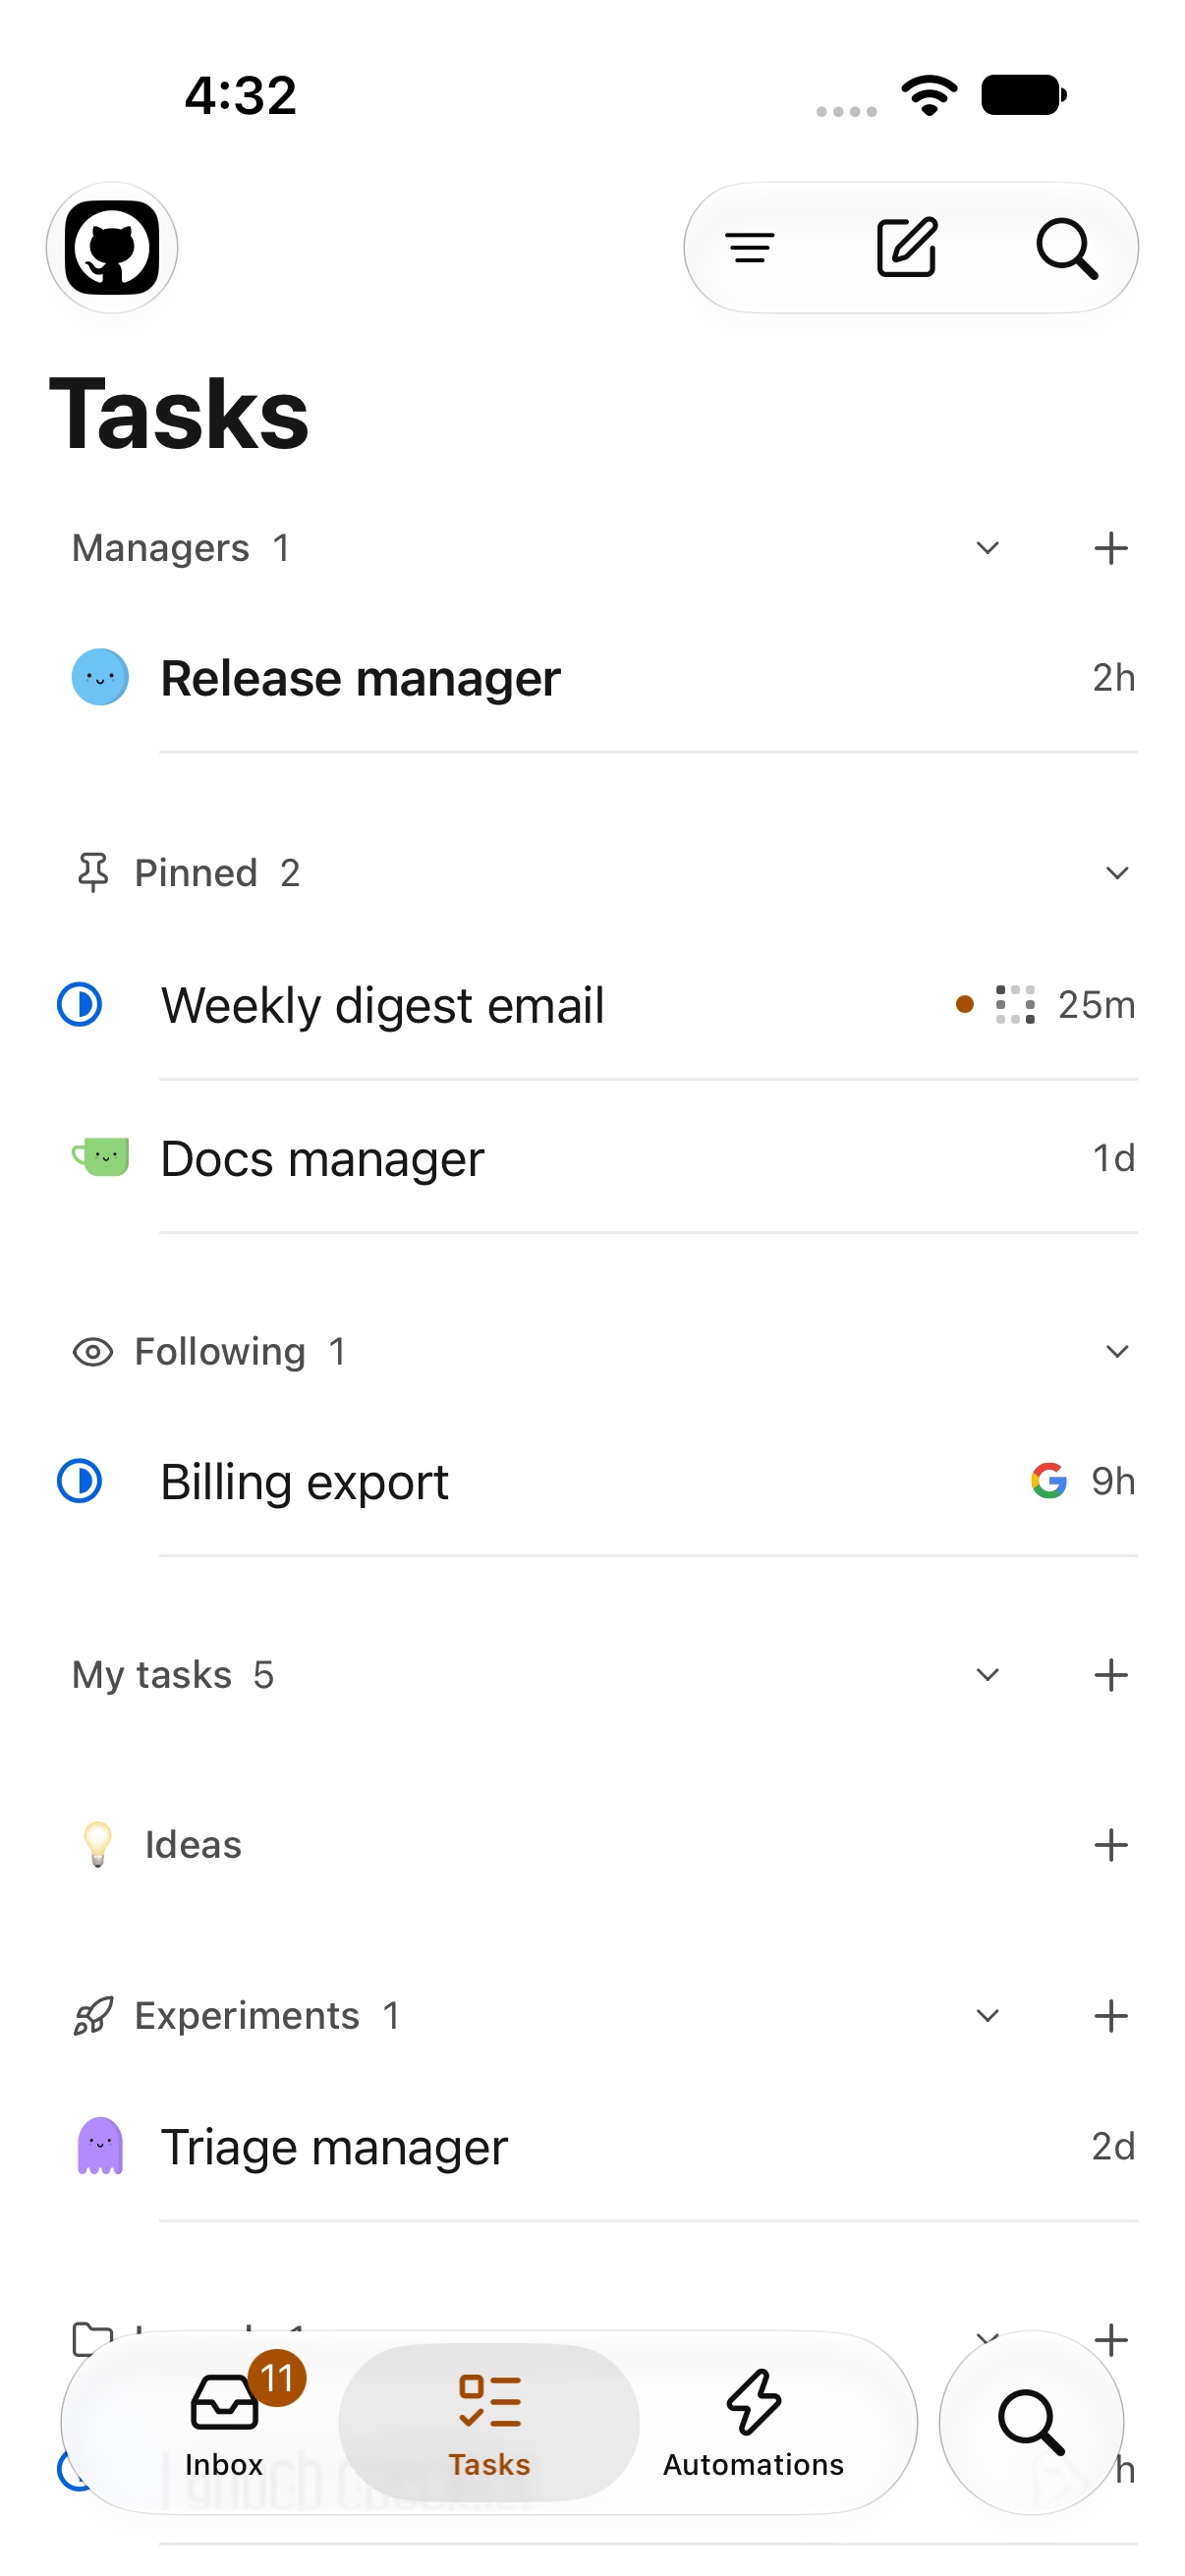 4:32
Tasks
Managers 1
Release manager 2h
Pinned 2
Weekly digest email 25m
Docs manager 1d
Following 1
Billing export 9h
My tasks 5
Ideas
Experiments 1
Triage manager 2d
11
Inbox
Tasks
Automations
h